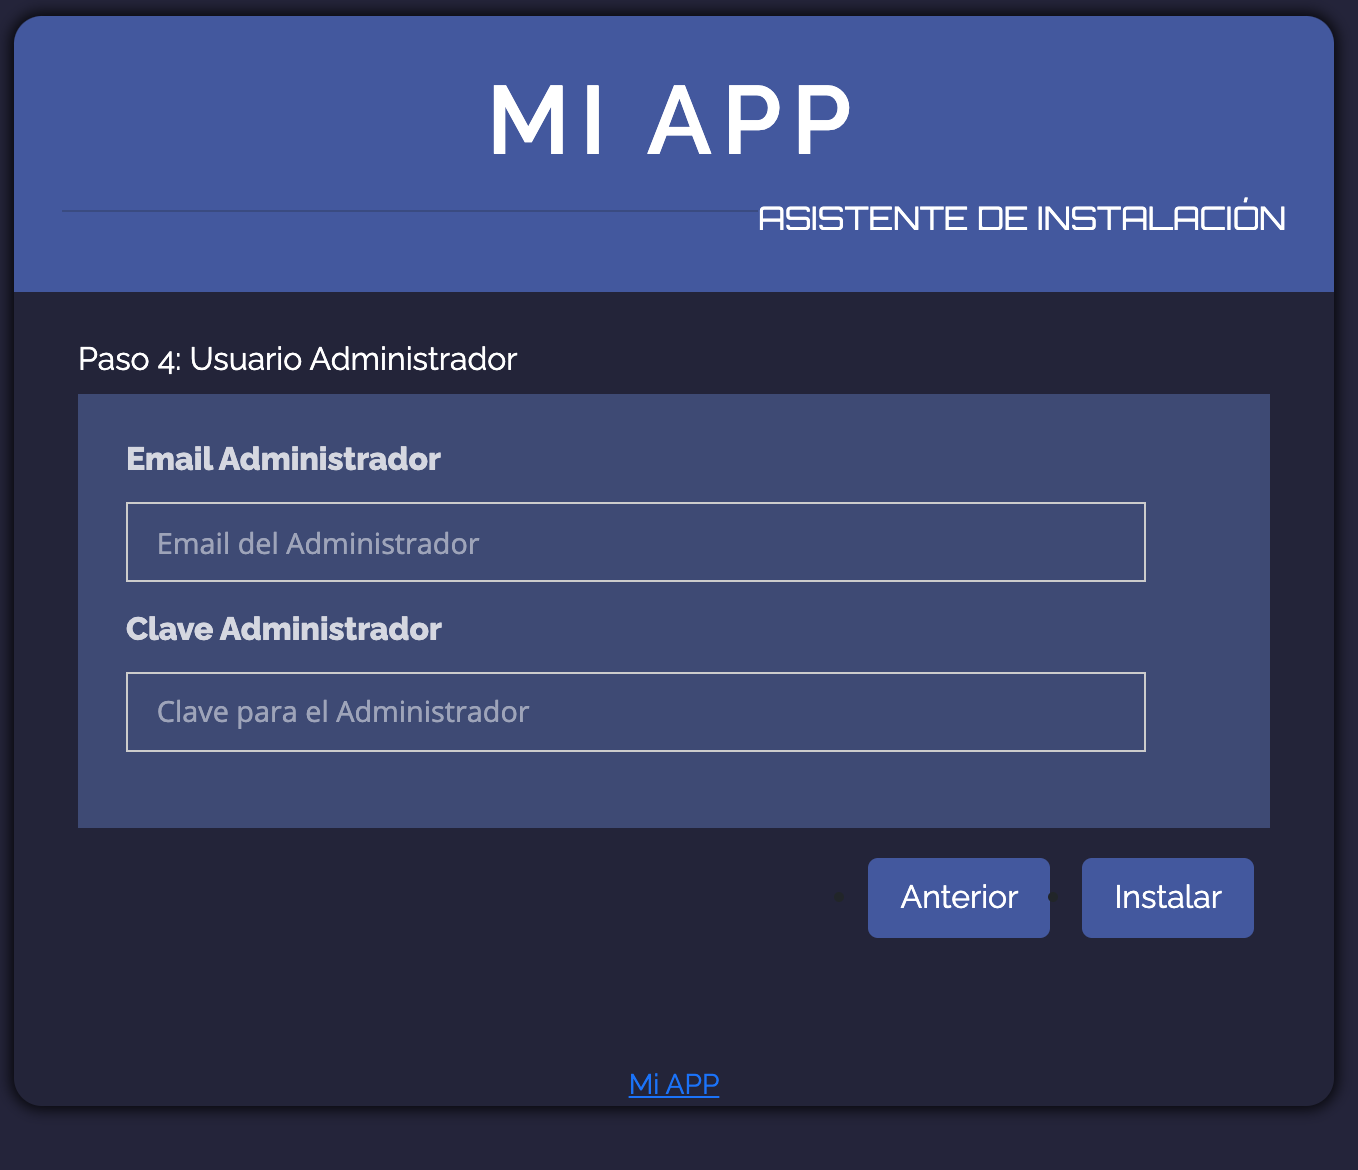 MI APP
ASISTENTE DE INSTALACIÓN
Paso 4: Usuario Administrador
Email Administrador
Email del Administrador
Clave Administrador
Clave para el Administrador
Anterior
Instalar
Mi APP